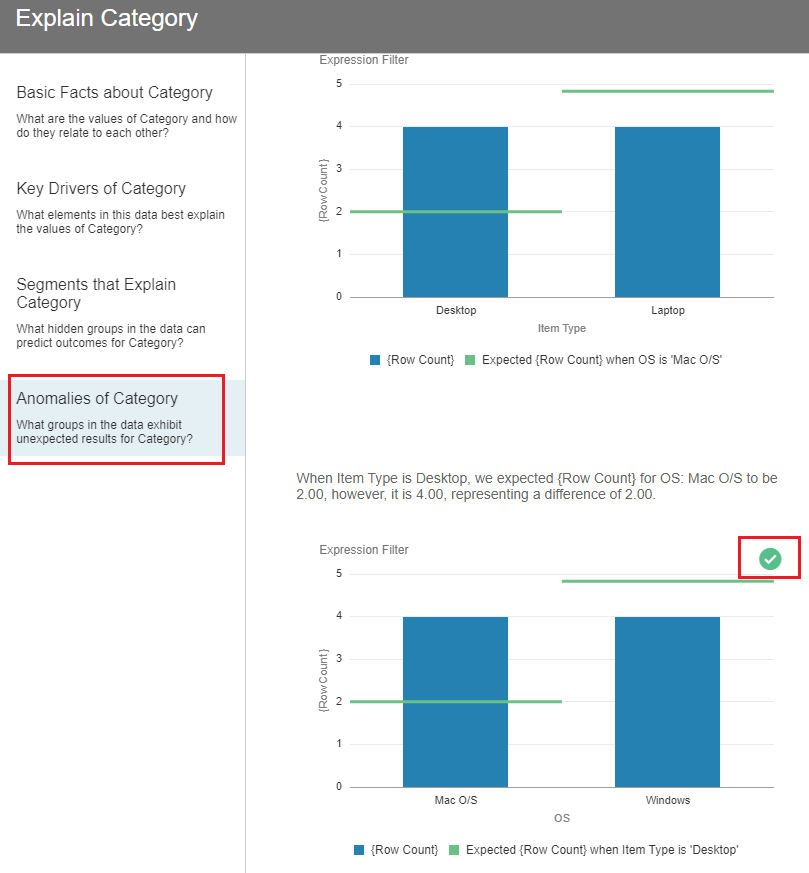 Explain Category
Basic Facts about Category
What are the values of Category and how
do they relate to each other?
Key Drivers of Category
What elements in this data best explain
the values of Category?
Segments that Explain
Category
What hidden groups in the data can
predict outcomes for Category?
Anomalies of Category
What groups in the data exhibit
unexpected results for Category?
Expression Filter
5
4
3
2
1
0
{Row Count}
Desktop
Laptop
Item Type
{Row Count}
Expected {Row Count} when OS is 'Mac O/S'
When Item Type is Desktop, we expected {Row Count} for OS: Mac O/S to be
2.00, however, it is 4.00, representing a difference of 2.00.
Expression Filter
5
4
3
2
1
0
{Row Count}
Mac O/S
Windows
OS
{Row Count}
Expected {Row Count} when Item Type is 'Desktop'